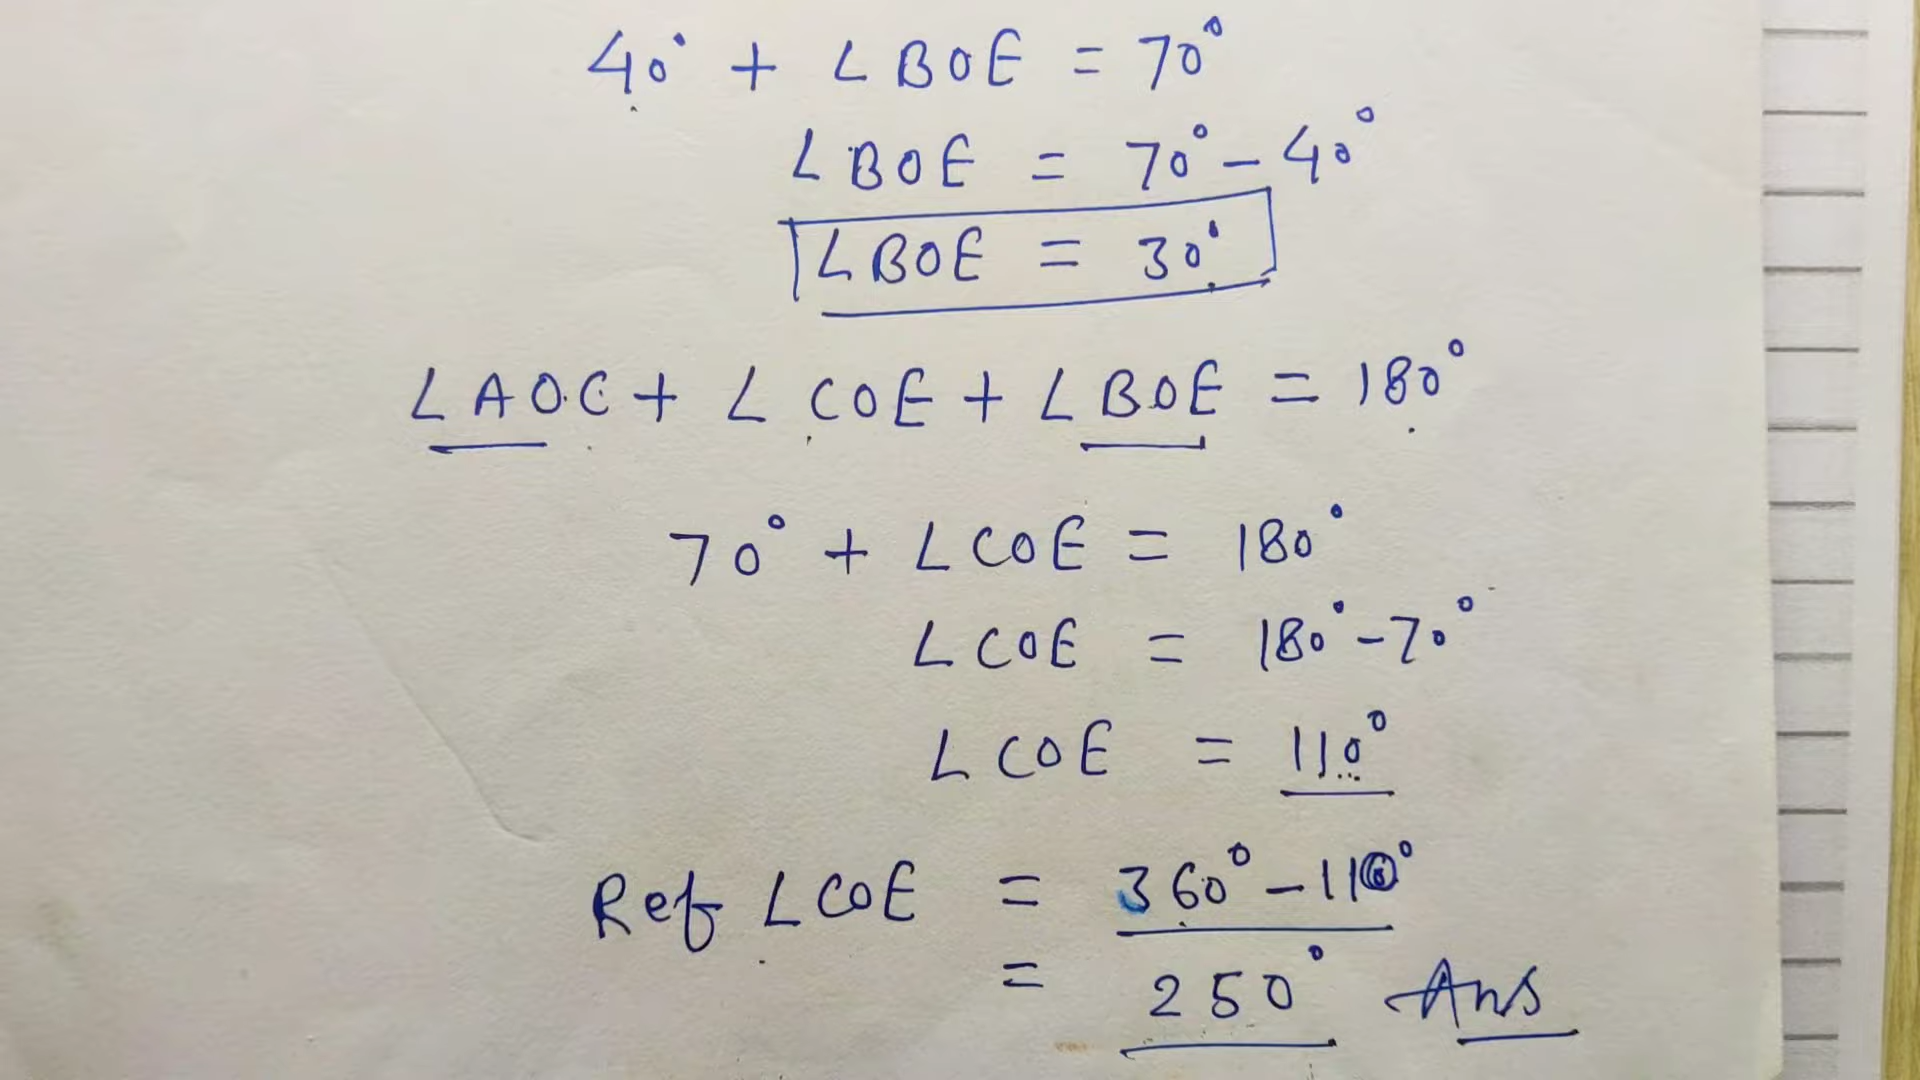 40° + ∠BOE = 70°
∠BOE = 70° - 40°
∠BOE = 30°
∠AOC + ∠COE + ∠BOE = 180°
70° + ∠COE = 180°
∠COE = 180° - 70°
∠COE = 110°
Ref ∠COE = 360° - 110°
= 250° Ans